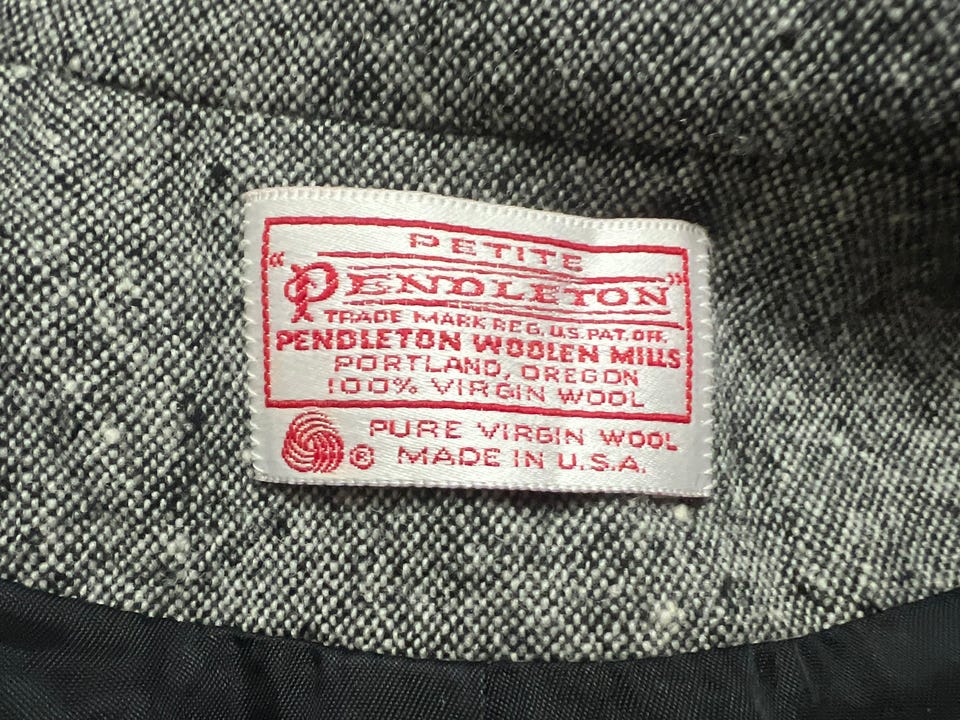 PETITE
"PENDLETON"
TRADE MARK REG. U.S. PAT. OFF.
PENDLETON WOOLEN MILLS
PORTLAND, OREGON
100% VIRGIN WOOL
® PURE VIRGIN WOOL
MADE IN U.S.A.